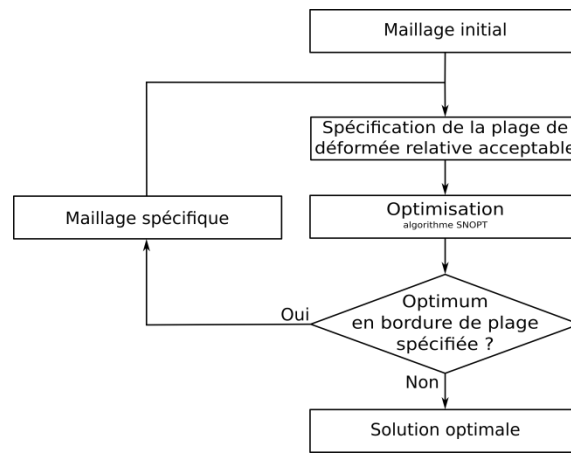 Maillage initial
Spécification de la plage de
déformée relative acceptable
Maillage spécifique
Optimisation
algorithme SNOPT
Oui
Optimum
en bordure de plage
spécifiée ?
Non
Solution optimale